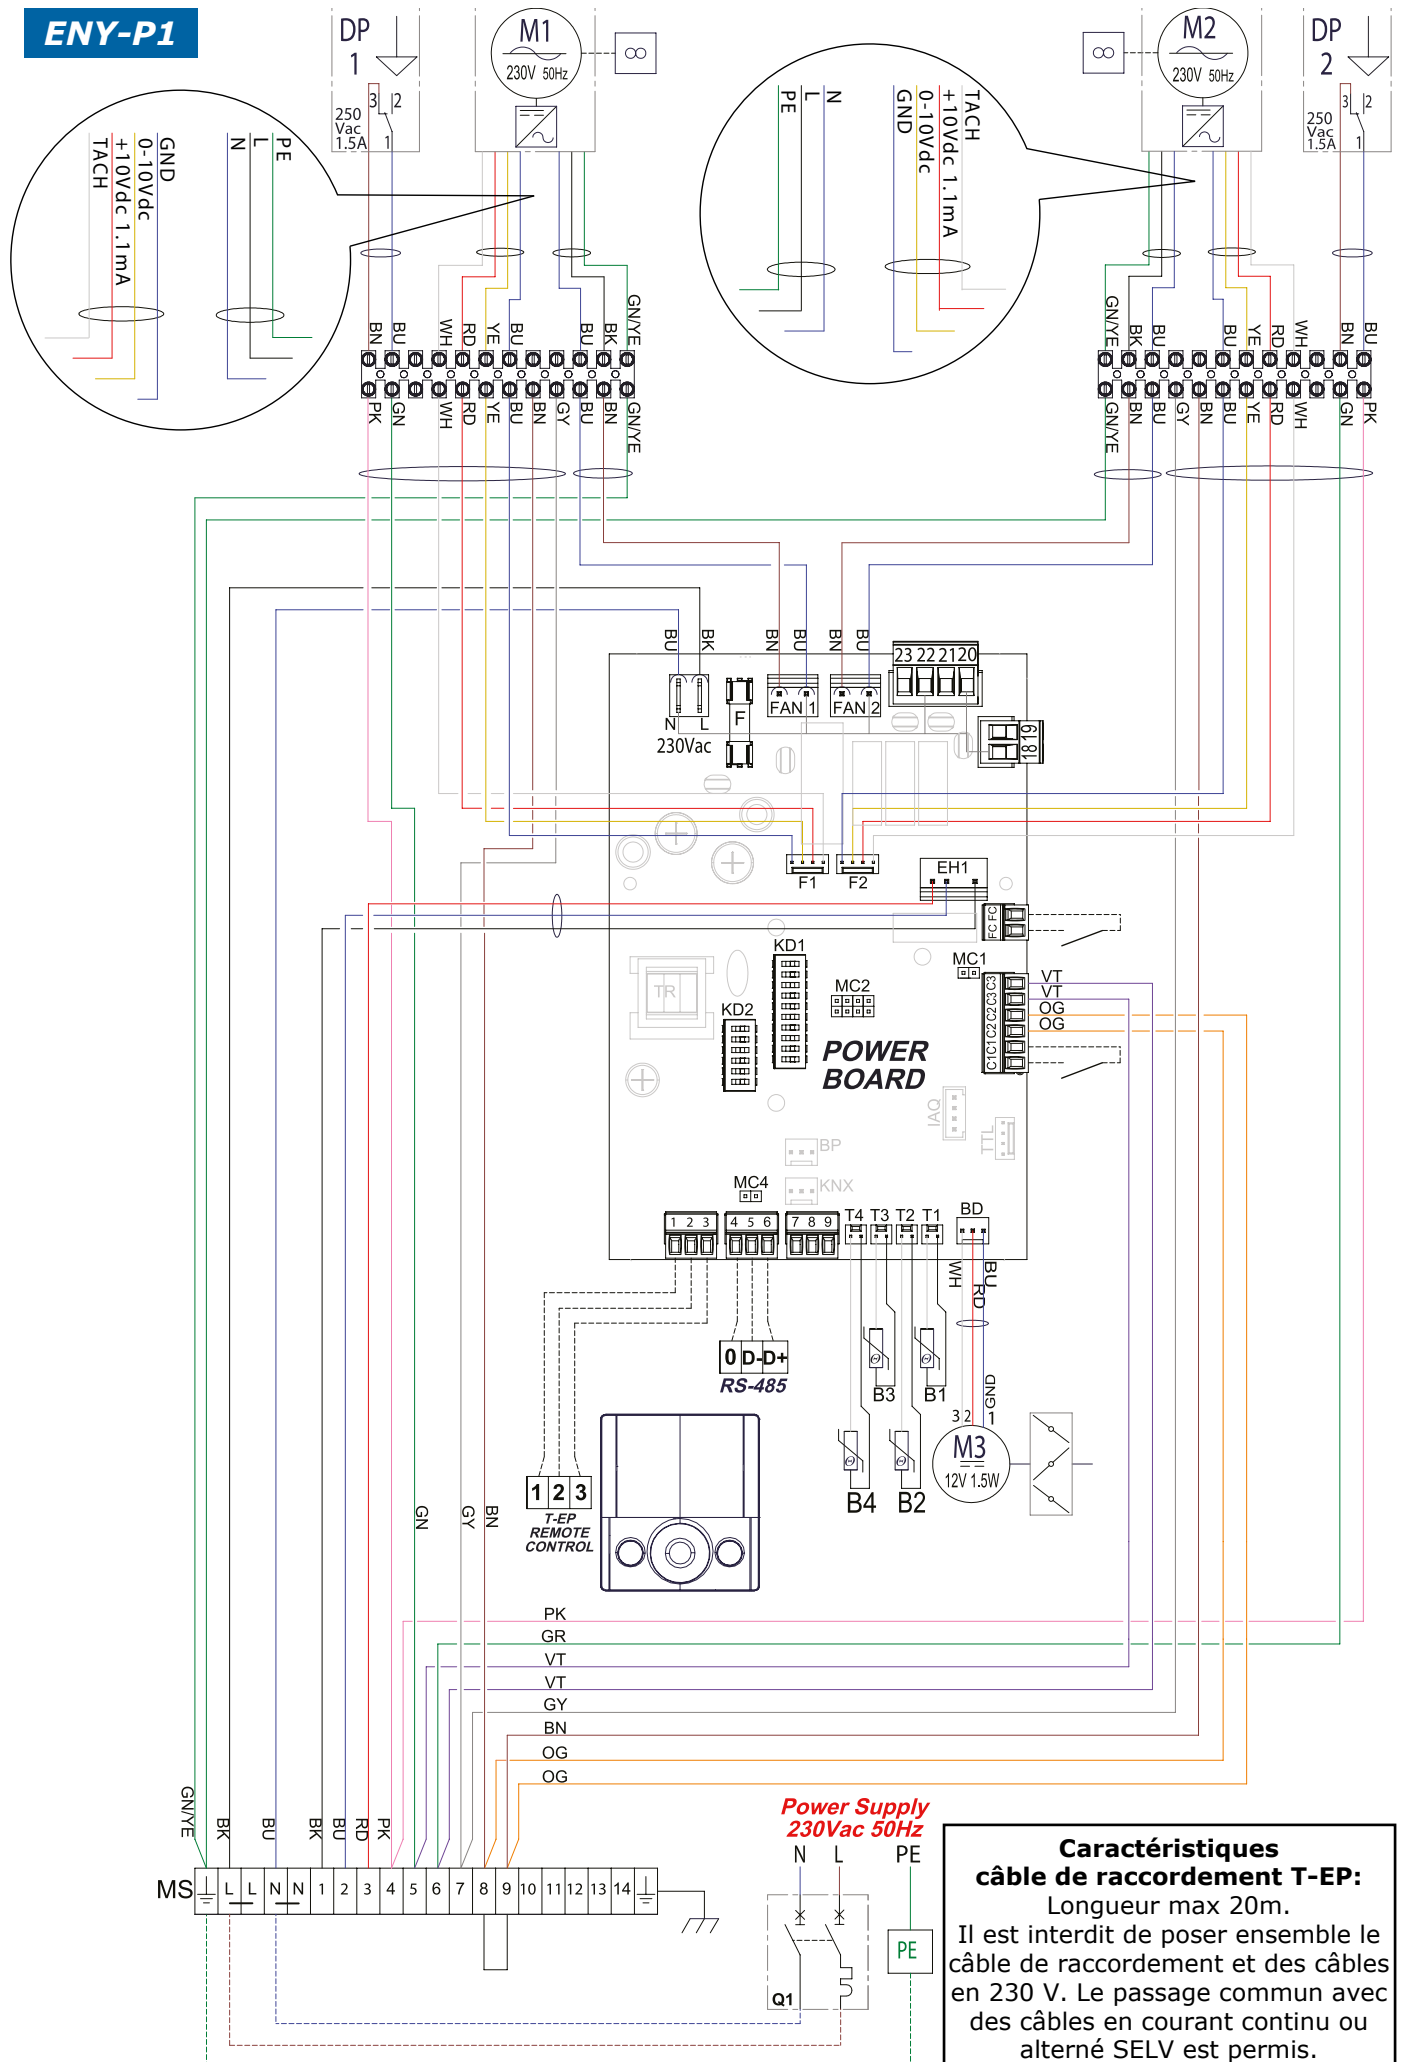 ENY-P1
DP
1
3 2
250
Vac
1.5A
1
M1
230V 50Hz
∞
∞
M2
230V 50Hz
DP
2
3 2
250
Vac
1.5A
1
TACH
+10Vdc 1.1mA
0-10Vdc
GND
N
L
PE
PE
L
N
GND
0-10Vdc
+10Vdc 1.1mA
TACH
BN BU WH RD YE BU BU BK GN/YE
PK GN WH RD YE BU BN GY BU BN GN/YE
GN/YE BK BU BU YE RD WH BN BU
GN/YE BN BU GY BN BU YE RD WH GN PK
BU BK BN BU BN BU
23 22 21 20
N L
230Vac
F
FAN 1
FAN 2
18 19
F1
F2
EH1
FC FC
KD1
MC2
MC1
TR
KD2
C1 C1 C2 C2 C3 C3
VT
VT
OG
OG
POWER
BOARD
IAQ
TTL
BP
KNX
MC4
1 2 3
4 5 6
7 8 9
T4 T3 T2 T1
BD
WH RD BU
0 D- D+
RS-485
B3
B1
GND
3 2 1
M3
12V 1.5W
B4
B2
1 2 3
T-EP
REMOTE
CONTROL
GN GY BN
PK
GR
VT
VT
GY
BN
OG
OG
GN/YE BK BU BK BU RD PK
MS
L L N N 1 2 3 4 5 6 7 8 9 10 11 12 13 14
Power Supply
230Vac 50Hz
N L PE
PE
Q1
Caractéristiques
câble de raccordement T-EP:
Longueur max 20m.
Il est interdit de poser ensemble le
câble de raccordement et des câbles
en 230 V. Le passage commun avec
des câbles en courant continu ou
alterné SELV est permis.